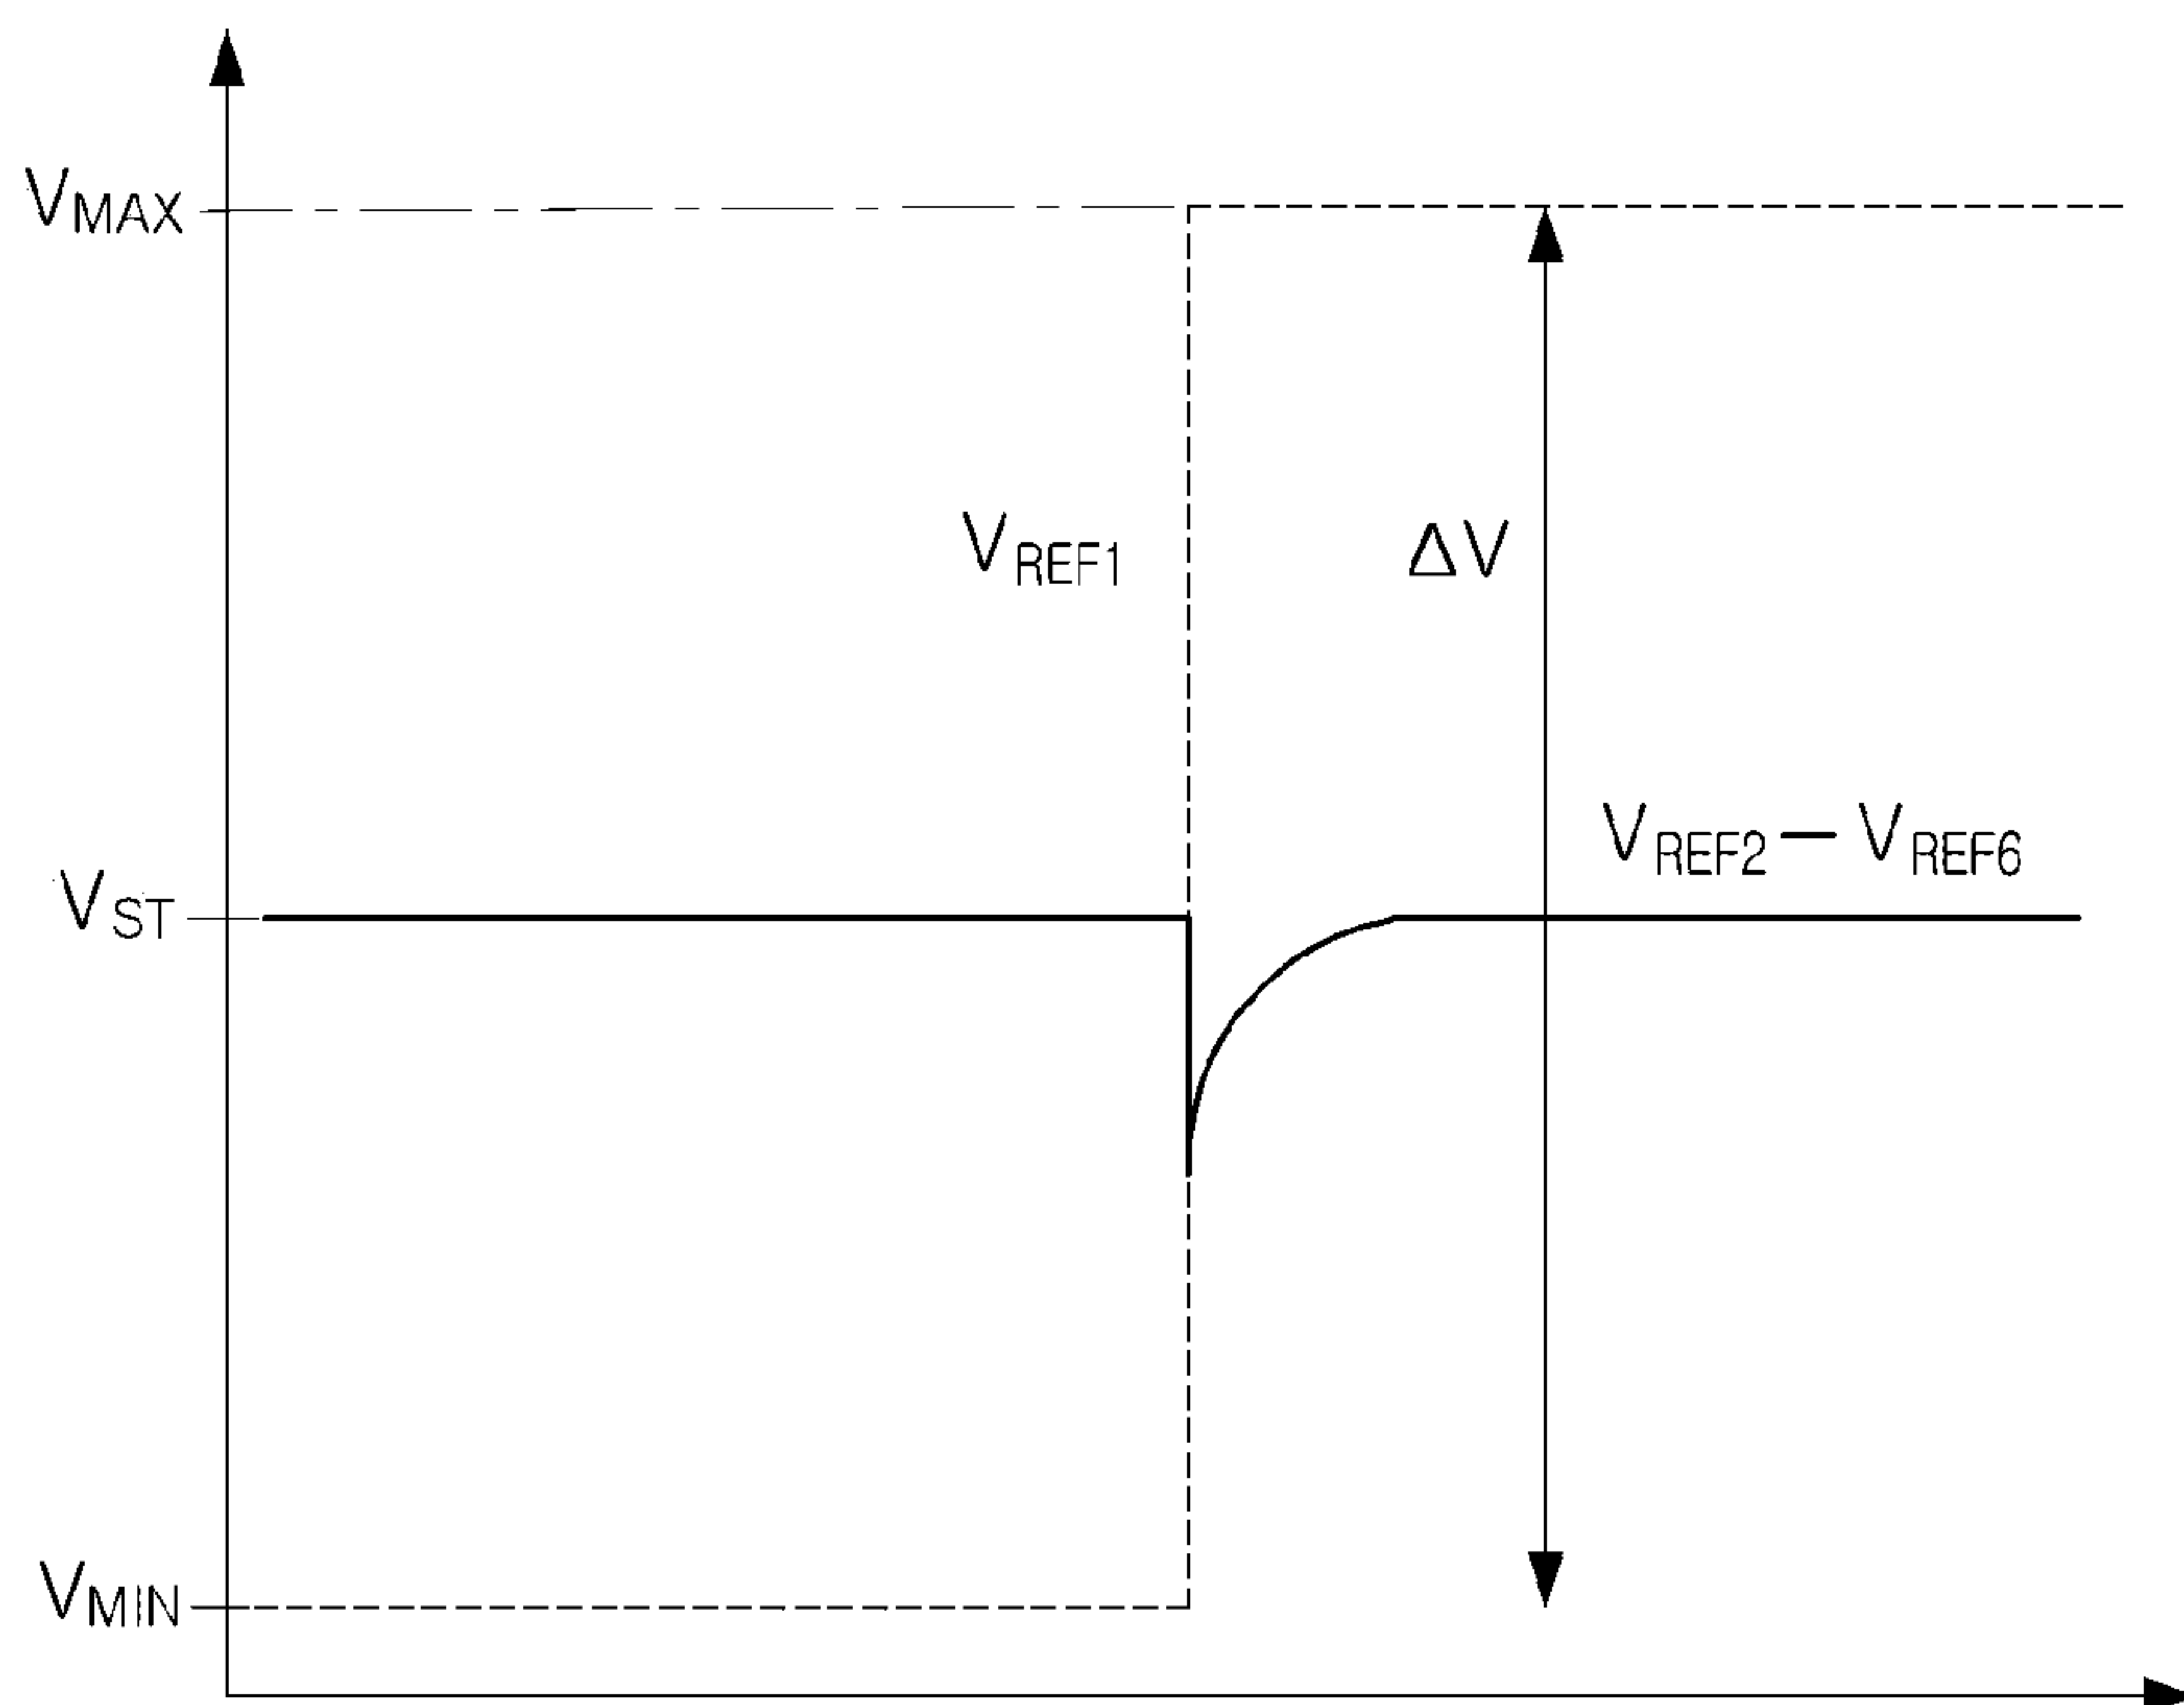 VMAX
VREF1
ΔV
VREF2 — VREF6
VST
VMIN